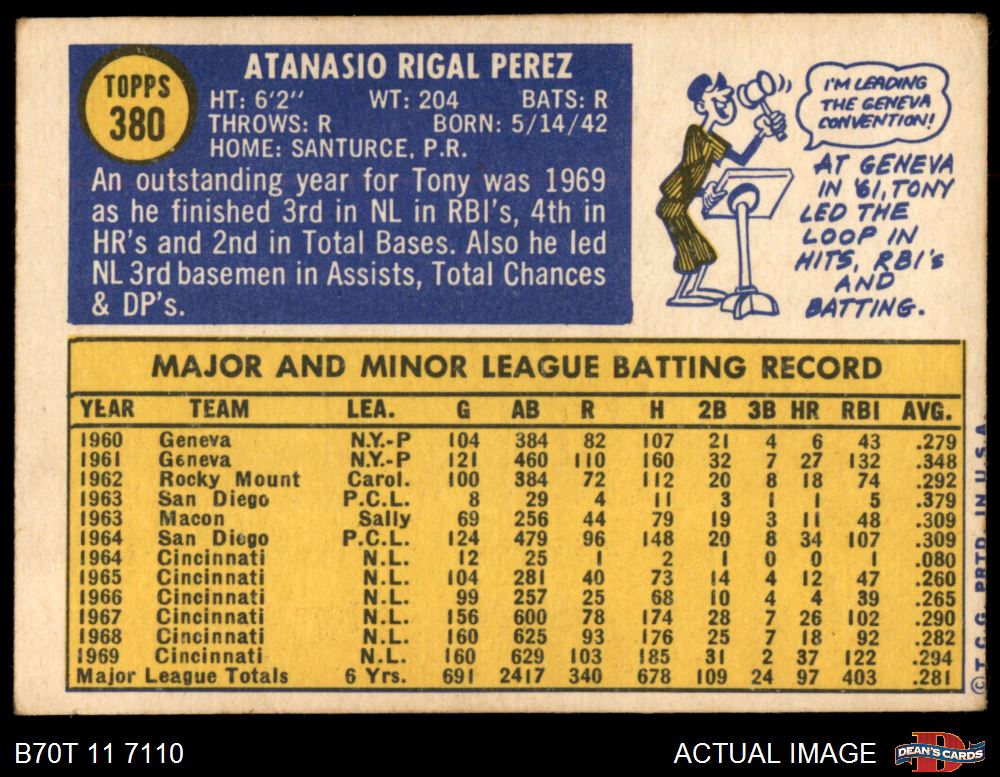 TOPPS
380
ATANASIO RIGAL PEREZ
HT: 6'2" WT: 204 BATS: R
THROWS: R BORN: 5/14/42
HOME: SANTURCE, P.R.
An outstanding year for Tony was 1969
as he finished 3rd in NL in RBI's, 4th in
HR's and 2nd in Total Bases. Also he led
NL 3rd basemen in Assists, Total Chances
& DP's.
I'M LEADING
THE GENEVA
CONVENTION!
AT GENEVA
IN '61, TONY
LED THE
LOOP IN
HITS, RBI's
AND
BATTING.
MAJOR AND MINOR LEAGUE BATTING RECORD
YEAR TEAM LEA. G AB R H 2B 3B HR RBI AVG.
1960 Geneva N.Y.-P 104 384 82 107 21 4 6 43 .279
1961 Geneva N.Y.-P 121 460 110 160 32 7 27 132 .348
1962 Rocky Mount Carol. 100 384 72 112 20 8 18 74 .292
1963 San Diego P.C.L. 8 29 4 11 3 1 1 5 .379
1963 Macon Sally 69 256 44 79 19 3 11 48 .309
1964 San Diego P.C.L. 124 479 96 148 20 8 34 107 .309
1964 Cincinnati N.L. 12 25 1 2 1 0 0 1 .080
1965 Cincinnati N.L. 104 281 40 73 14 4 12 47 .260
1966 Cincinnati N.L. 99 257 25 68 10 4 4 39 .265
1967 Cincinnati N.L. 156 600 78 174 28 7 26 102 .290
1968 Cincinnati N.L. 160 625 93 176 25 7 18 92 .282
1969 Cincinnati N.L. 160 629 103 185 31 2 37 122 .294
Major League Totals 6 Yrs. 691 2417 340 678 109 24 97 403 .281
© T.C.G. PRTD. IN U.S.A.
B70T 11 7110
ACTUAL IMAGE
DEAN'S CARDS